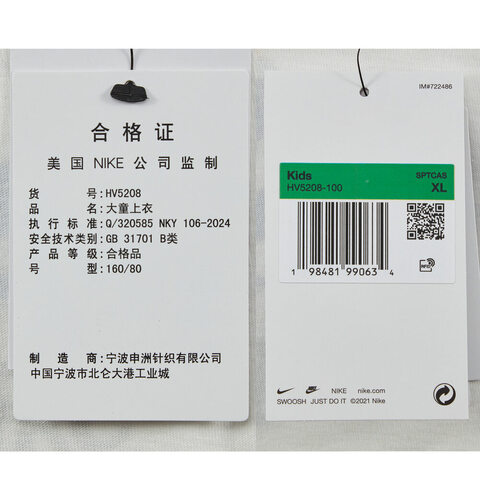 合格证
美国 NIKE 公司监制
货号:HV5208
品名:大童上衣
执行标准:Q/320585 NKY 106-2024
安全技术类别:GB 31701 B类
产品等级:合格品
号型:160/80
制造商:宁波申洲针织有限公司
中国宁波市北仑大港工业城
IM#722486
Kids SPTCAS
HV5208-100 XL
1 98481 99063 4
RFID
NIKE nike.com
SWOOSH JUST DO IT ©2021 Nike